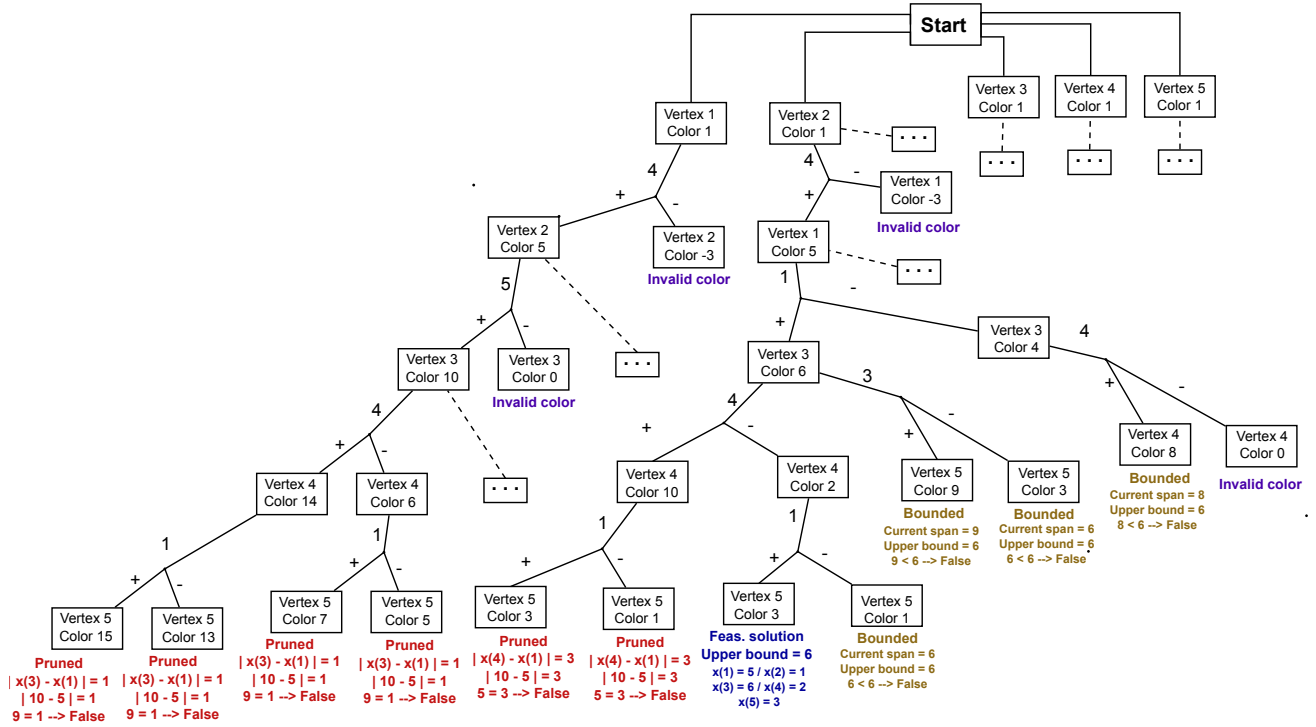 Start
Vertex 3
Color 1
Vertex 4
Color 1
Vertex 5
Color 1
Vertex 1
Color 1
Vertex 2
Color 1
...
...
...
...
4
+
-
4
-
+
Vertex 1
Color -3
Invalid color
Vertex 2
Color 5
Vertex 2
Color -3
Invalid color
Vertex 1
Color 5
...
5
+
-
1
-
+
Vertex 3
Color 4
4
+
-
Vertex 3
Color 10
Vertex 3
Color 0
Invalid color
...
Vertex 3
Color 6
3
+
-
4
+
-
4
+
-
Vertex 4
Color 8
Bounded
Current span = 8
Upper bound = 6
8 < 6 --> False
Vertex 4
Color 0
Invalid color
Vertex 4
Color 14
Vertex 4
Color 6
...
Vertex 4
Color 10
Vertex 4
Color 2
Vertex 5
Color 9
Bounded
Current span = 9
Upper bound = 6
9 < 6 --> False
Vertex 5
Color 3
Bounded
Current span = 6
Upper bound = 6
6 < 6 --> False
1
+
-
1
+
-
1
+
-
1
+
-
Vertex 5
Color 15
Pruned
| x(3) - x(1) | = 1
| 10 - 5 | = 1
9 = 1 --> False
Vertex 5
Color 13
Pruned
| x(3) - x(1) | = 1
| 10 - 5 | = 1
9 = 1 --> False
Vertex 5
Color 7
Pruned
| x(3) - x(1) | = 1
| 10 - 5 | = 1
9 = 1 --> False
Vertex 5
Color 5
Pruned
| x(3) - x(1) | = 1
| 10 - 5 | = 1
9 = 1 --> False
Vertex 5
Color 3
Pruned
| x(4) - x(1) | = 3
| 10 - 5 | = 3
5 = 3 --> False
Vertex 5
Color 1
Pruned
| x(4) - x(1) | = 3
| 10 - 5 | = 3
5 = 3 --> False
Vertex 5
Color 3
Feas. solution
Upper bound = 6
x(1) = 5 / x(2) = 1
x(3) = 6 / x(4) = 2
x(5) = 3
Vertex 5
Color 1
Bounded
Current span = 6
Upper bound = 6
6 < 6 --> False